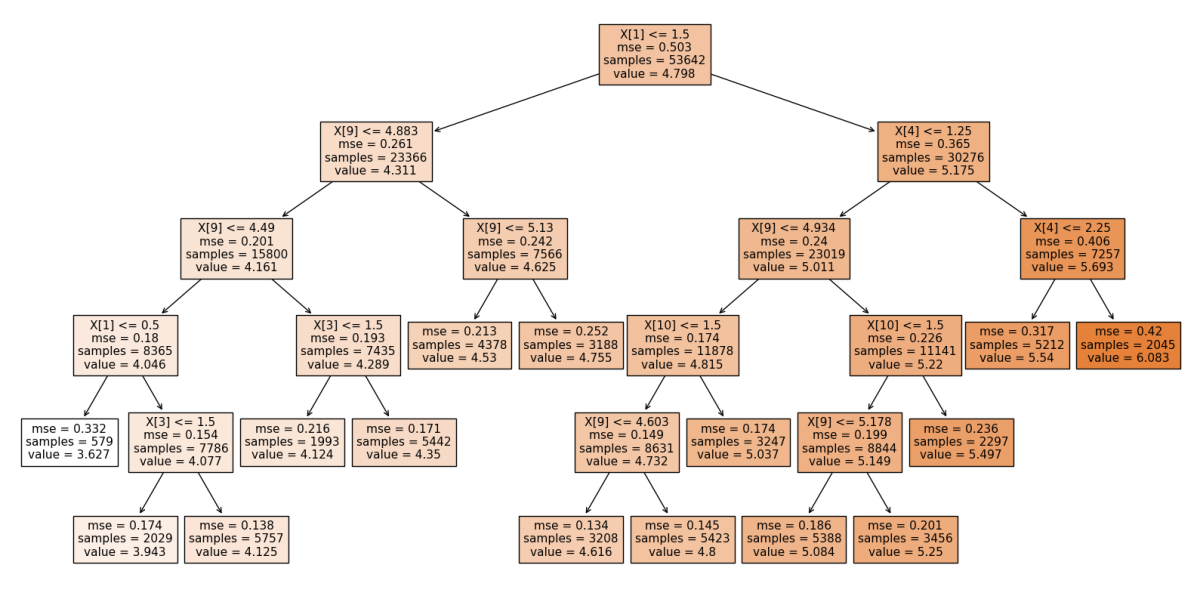 X[1] <= 1.5
mse = 0.503
samples = 53642
value = 4.798
X[9] <= 4.883
mse = 0.261
samples = 23366
value = 4.311
X[4] <= 1.25
mse = 0.365
samples = 30276
value = 5.175
X[9] <= 4.49
mse = 0.201
samples = 15800
value = 4.161
X[9] <= 5.13
mse = 0.242
samples = 7566
value = 4.625
X[9] <= 4.934
mse = 0.24
samples = 23019
value = 5.011
X[4] <= 2.25
mse = 0.406
samples = 7257
value = 5.693
X[1] <= 0.5
mse = 0.18
samples = 8365
value = 4.046
X[3] <= 1.5
mse = 0.193
samples = 7435
value = 4.289
mse = 0.213
samples = 4378
value = 4.53
mse = 0.252
samples = 3188
value = 4.755
X[10] <= 1.5
mse = 0.174
samples = 11878
value = 4.815
X[10] <= 1.5
mse = 0.226
samples = 11141
value = 5.22
mse = 0.317
samples = 5212
value = 5.54
mse = 0.42
samples = 2045
value = 6.083
mse = 0.332
samples = 579
value = 3.627
X[3] <= 1.5
mse = 0.154
samples = 7786
value = 4.077
mse = 0.216
samples = 1993
value = 4.124
mse = 0.171
samples = 5442
value = 4.35
X[9] <= 4.603
mse = 0.149
samples = 8631
value = 4.732
mse = 0.174
samples = 3247
value = 5.037
X[9] <= 5.178
mse = 0.199
samples = 8844
value = 5.149
mse = 0.236
samples = 2297
value = 5.497
mse = 0.174
samples = 2029
value = 3.943
mse = 0.138
samples = 5757
value = 4.125
mse = 0.134
samples = 3208
value = 4.616
mse = 0.145
samples = 5423
value = 4.8
mse = 0.186
samples = 5388
value = 5.084
mse = 0.201
samples = 3456
value = 5.25